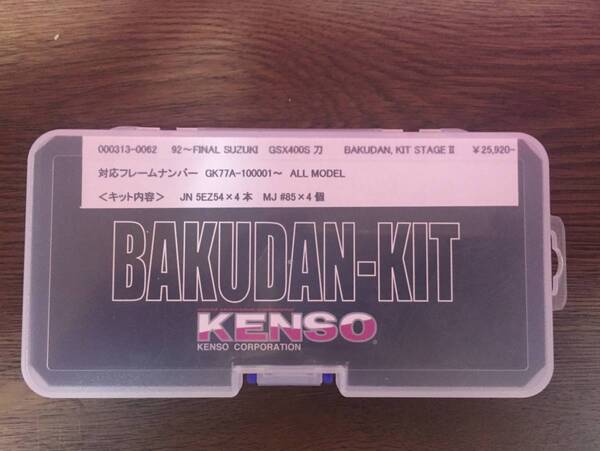 000313-0062 92～FINAL SUZUKI GSX400S 刀 BAKUDAN, KIT STAGEⅡ ￥25,920-
対応フレームナンバー GK77A-100001～ ALL MODEL
＜キット内容＞ JN 5EZ54×4本 MJ #85×4個
BAKUDAN-KIT
KENSO®
KENSO CORPORATION